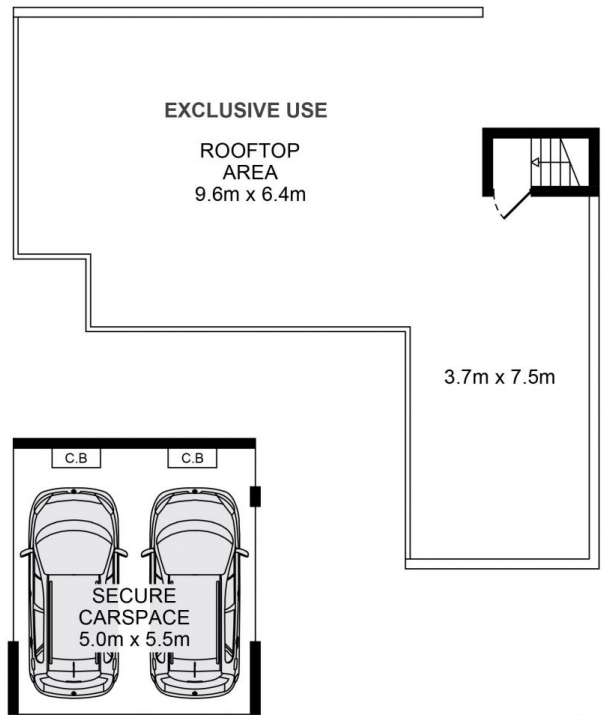 EXCLUSIVE USE
ROOFTOP
AREA
9.6m x 6.4m
3.7m x 7.5m
C.B
C.B
SECURE
CARSPACE
5.0m x 5.5m